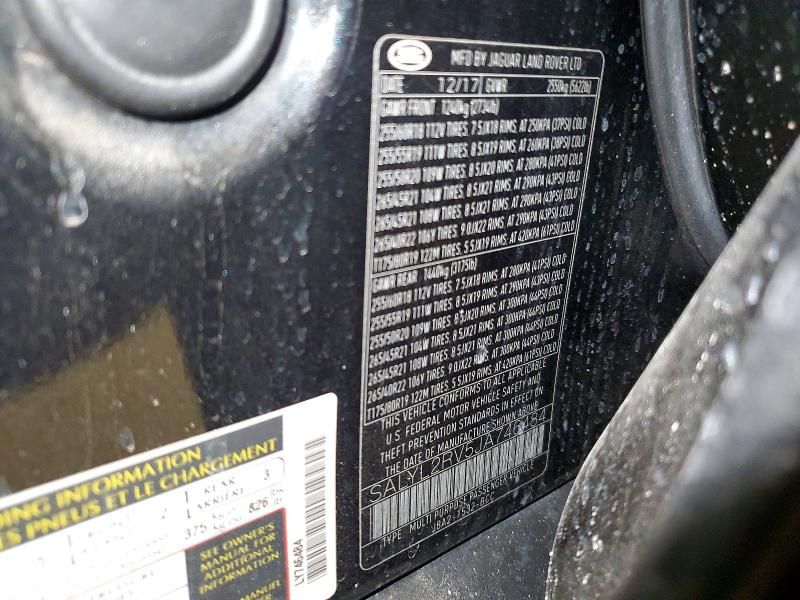 MFD BY JAGUAR LAND ROVER LTD
DATE 12/17 GVWR 2550kg (5622lb)
GAWR FRONT 1240kg (2734lb)
255/60R18 112V TIRES, 7.5JX18 RIMS, AT 250KPA (37PSI) COLD
255/55R19 111W TIRES, 8.5JX19 RIMS, AT 260KPA (38PSI) COLD
255/50R20 109W TIRES, 8.5JX20 RIMS, AT 280KPA (41PSI) COLD
265/45R21 104W TIRES, 8.5JX21 RIMS, AT 290KPA (43PSI) COLD
265/45R21 108W TIRES, 8.5JX21 RIMS, AT 290KPA (43PSI) COLD
265/40R22 106Y TIRES, 9.0JX22 RIMS, AT 290KPA (43PSI) COLD
T175/80R19 122M TIRES, 5.5JX19 RIMS, AT 420KPA (61PSI) COLD
GAWR REAR 1440kg (3175lb)
255/60R18 112V TIRES, 7.5JX18 RIMS, AT 280KPA (41PSI) COLD
255/55R19 111W TIRES, 8.5JX19 RIMS, AT 290KPA (43PSI) COLD
255/50R20 109W TIRES, 8.5JX20 RIMS, AT 300KPA (44PSI) COLD
265/45R21 104W TIRES, 8.5JX21 RIMS, AT 300KPA (44PSI) COLD
265/45R21 108W TIRES, 8.5JX21 RIMS, AT 300KPA (44PSI) COLD
265/40R22 106Y TIRES, 9.0JX22 RIMS, AT 300KPA (44PSI) COLD
T175/80R19 122M TIRES, 5.5JX19 RIMS, AT 420KPA (61PSI) COLD
THIS VEHICLE CONFORMS TO ALL APPLICABLE
U.S. FEDERAL MOTOR VEHICLE SAFETY AND
THEFT PREVENTION STANDARDS IN EFFECT ON
THE DATE OF MANUFACTURE SHOWN ABOVE
SALYL2RV5JA746484
TYPE MULTI PURPOSE PASSENGER VEHICLE
DING INFORMATION
ES PNEUS ET LE CHARGEMENT
2 REAR ARRIÈRE 3
375 826
SEE OWNER'S
MANUAL FOR
ADDITIONAL
INFORMATION
LY746484